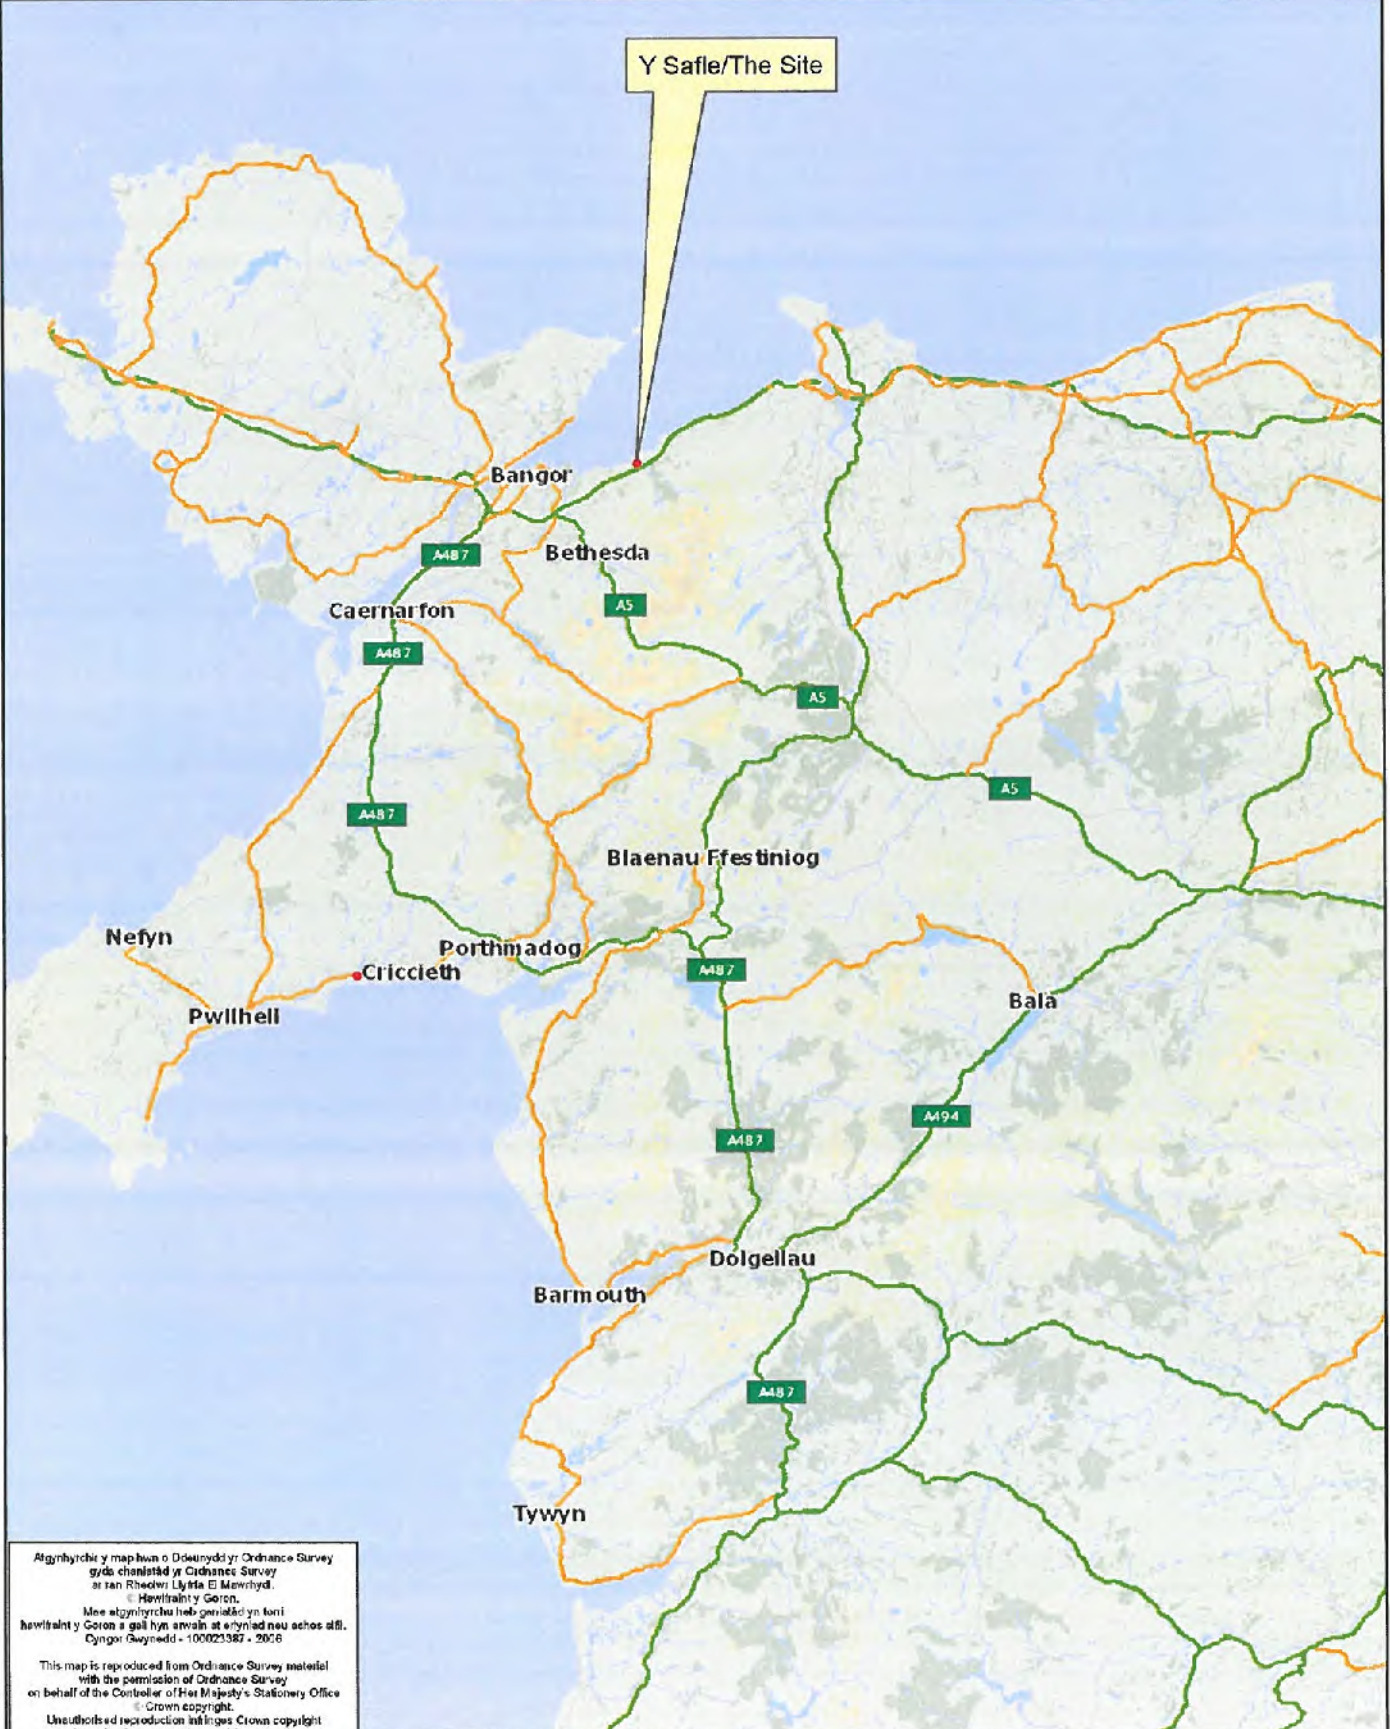 Y Safle/The Site
Bangor
A487
Bethesda
Caernarfon
A5
A487
A5
A487
A5
Blaenau Ffestiniog
Nefyn
Porthmadog
Criccieth
A487
Pwllheli
Bala
A494
A487
Dolgellau
Barmouth
A487
Tywyn
Atgynhyrchir y map hwn o Ddeunydd yr Ordnance Survey
gyda chaniatâd yr Ordnance Survey
ar ran Rheolwr Llyfrfa Ei Mawrhydi.
© Hawlfraint y Goron.
Mae atgynhyrchu heb ganiatâd yn torri
hawlfraint y Goron a gall hyn arwain at erlyniad neu achos sifil.
Cyngor Gwynedd - 100023387 - 2006
This map is reproduced from Ordnance Survey material
with the permission of Ordnance Survey
on behalf of the Controller of Her Majesty's Stationery Office
© Crown copyright.
Unauthorised reproduction infringes Crown copyright